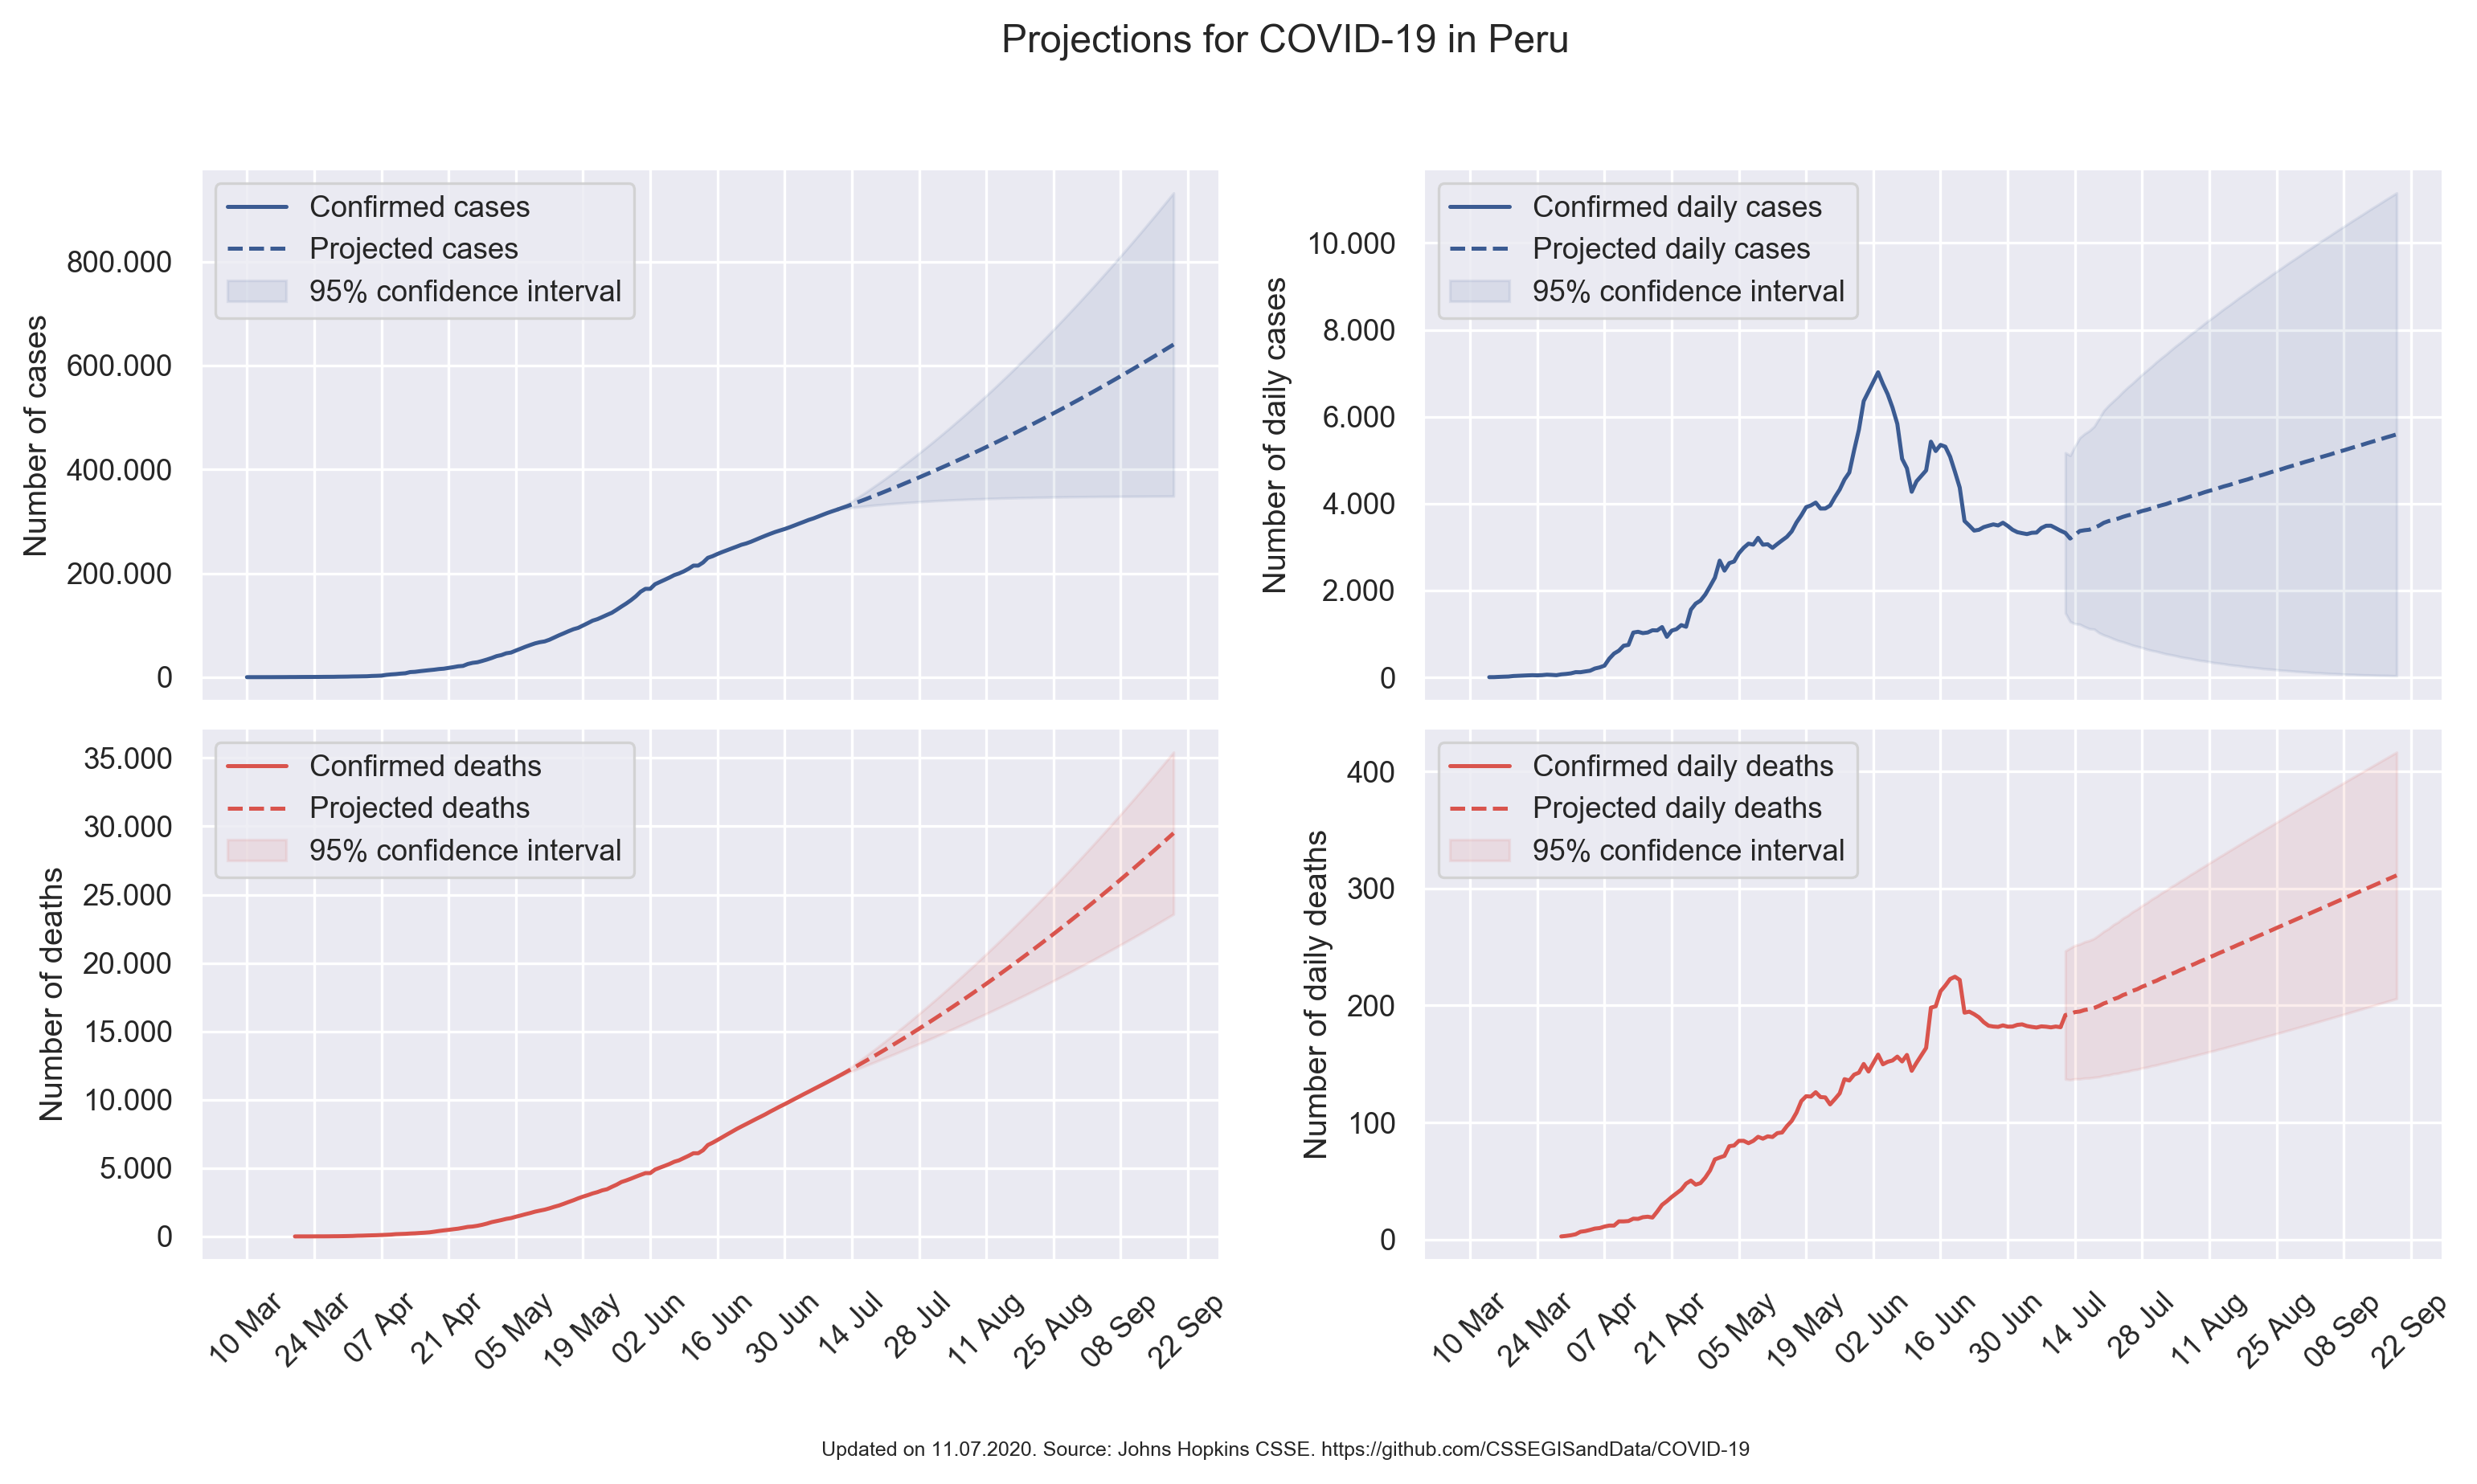 Projections for COVID-19 in Peru
Confirmed cases
Projected cases
95% confidence interval
Number of cases
800.000
600.000
400.000
200.000
0
Confirmed daily cases
Projected daily cases
95% confidence interval
Number of daily cases
10.000
8.000
6.000
4.000
2.000
0
Confirmed deaths
Projected deaths
95% confidence interval
Number of deaths
35.000
30.000
25.000
20.000
15.000
10.000
5.000
0
10 Mar
24 Mar
07 Apr
21 Apr
05 May
19 May
02 Jun
16 Jun
30 Jun
14 Jul
28 Jul
11 Aug
25 Aug
08 Sep
22 Sep
Confirmed daily deaths
Projected daily deaths
95% confidence interval
Number of daily deaths
400
300
200
100
0
10 Mar
24 Mar
07 Apr
21 Apr
05 May
19 May
02 Jun
16 Jun
30 Jun
14 Jul
28 Jul
11 Aug
25 Aug
08 Sep
22 Sep
Updated on 11.07.2020. Source: Johns Hopkins CSSE. https://github.com/CSSEGISandData/COVID-19